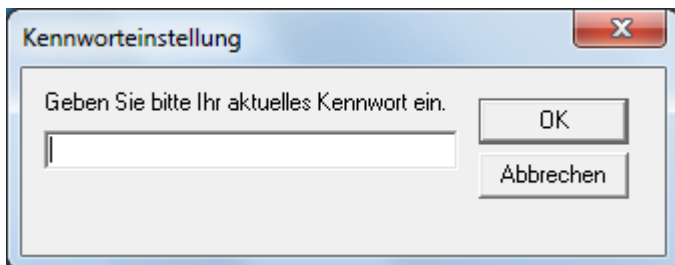 Kennworteinstellung
Geben Sie bitte Ihr aktuelles Kennwort ein.
OK
Abbrechen